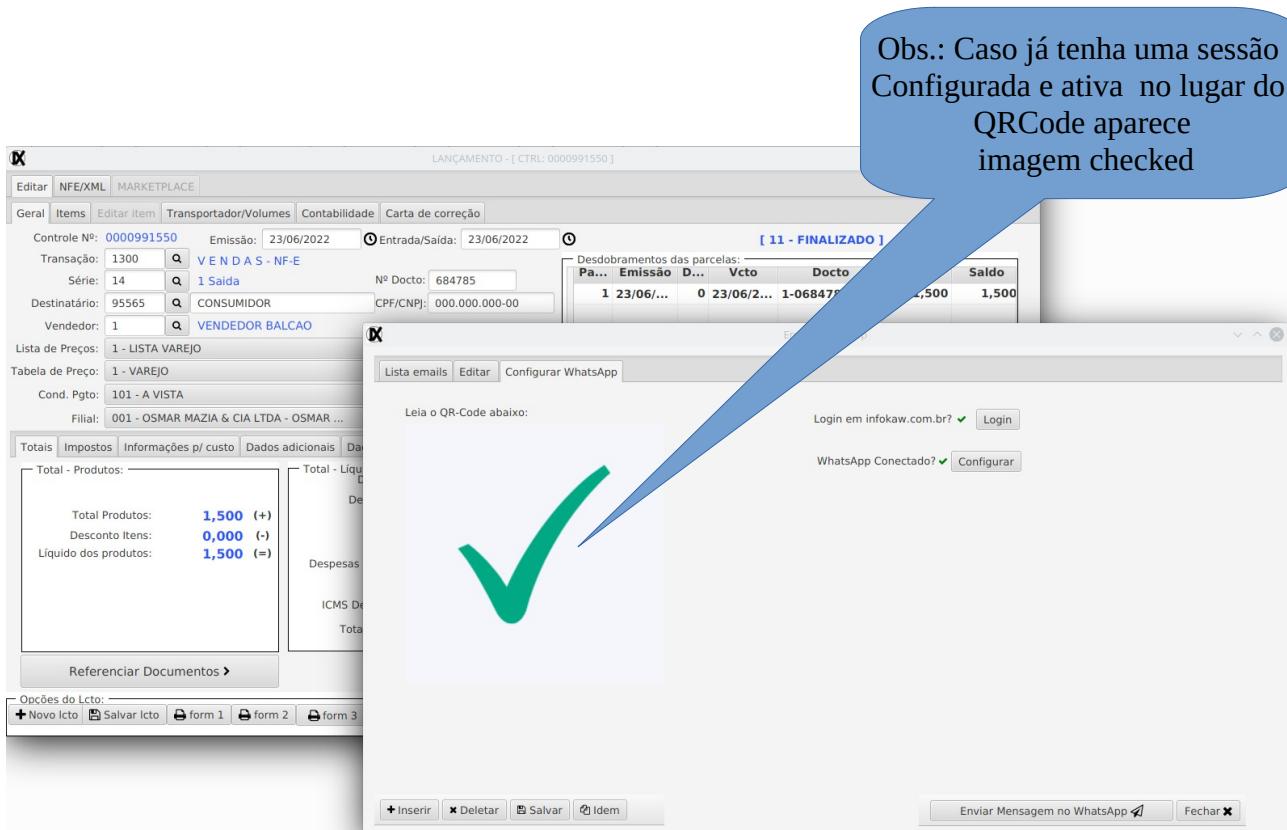 Obs.: Caso já tenha uma sessão
Configurada e ativa no lugar do
QRCode aparece
imagem checked
LANÇAMENTO - [ CTRL: 0000991550 ]
Editar NFE/XML MARKETPLACE
Geral Items Editar item Transportador/Volumes Contabilidade Carta de correção
Controle Nº: 0000991550 Emissão: 23/06/2022 Entrada/Saída: 23/06/2022 [ 11 - FINALIZADO ]
Transação: 1300 V E N D A S - NF-E
Série: 14 1 Saida Nº Docto: 684785
Destinatário: 95565 CONSUMIDOR CPF/CNPJ: 000.000.000-00
Vendedor: 1 VENDEDOR BALCAO
Lista de Preços: 1 - LISTA VAREJO
Tabela de Preço: 1 - VAREJO
Cond. Pgto: 101 - A VISTA
Filial: 001 - OSMAR MAZIA & CIA LTDA - OSMAR ...
Desdobramentos das parcelas:
Pa... Emissão D... Vcto Docto Saldo
1 23/06/... 0 23/06/2... 1-068478 1,500 1,500
Totais Impostos Informações p/ custo Dados adicionais
Total - Produtos:
Total Produtos: 1,500 (+)
Desconto Itens: 0,000 (-)
Líquido dos produtos: 1,500 (=)
Total - Líqu
De
Despesas
ICMS De
Tota
Referenciar Documentos
Opções do Lcto:
Novo lcto Salvar lcto form 1 form 2 form 3
Lista emails Editar Configurar WhatsApp
Leia o QR-Code abaixo:
Login em infokaw.com.br? Login
WhatsApp Conectado? Configurar
Inserir Deletar Salvar Idem
Enviar Mensagem no WhatsApp Fechar